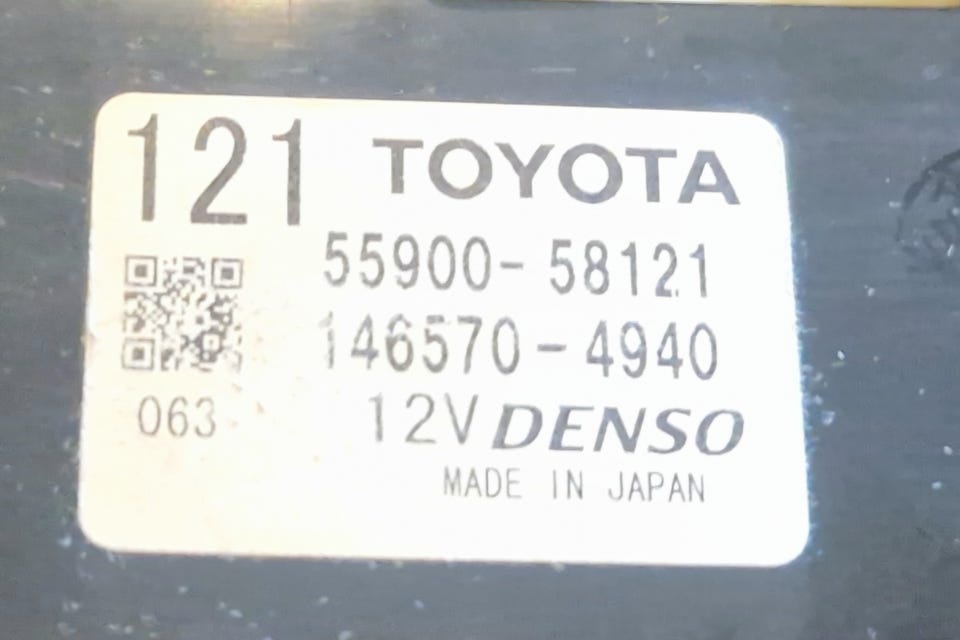 121 TOYOTA
55900-58121
146570-4940
063 12V DENSO
MADE IN JAPAN